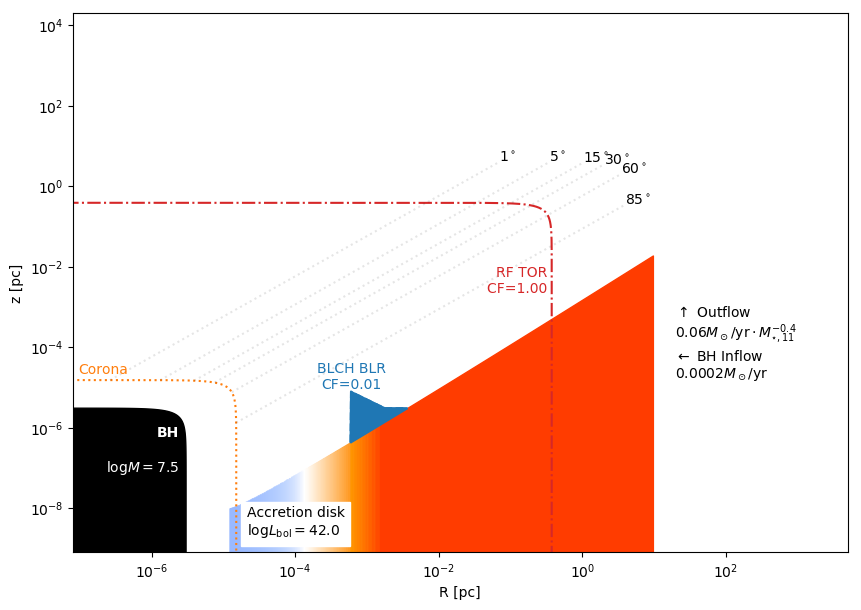 10⁴
10²
10⁰
10⁻²
10⁻⁴
10⁻⁶
10⁻⁸
z [pc]
1°
5°
15°
30°
60°
85°
RF TOR
CF=1.00
↑ Outflow
0.06M⊙/yr · M⋆,11^−0.4
← BH Inflow
0.0002M⊙/yr
Corona
BLCH BLR
CF=0.01
BH
logM = 7.5
Accretion disk
logL_bol = 42.0
10⁻⁶
10⁻⁴
10⁻²
10⁰
10²
R [pc]